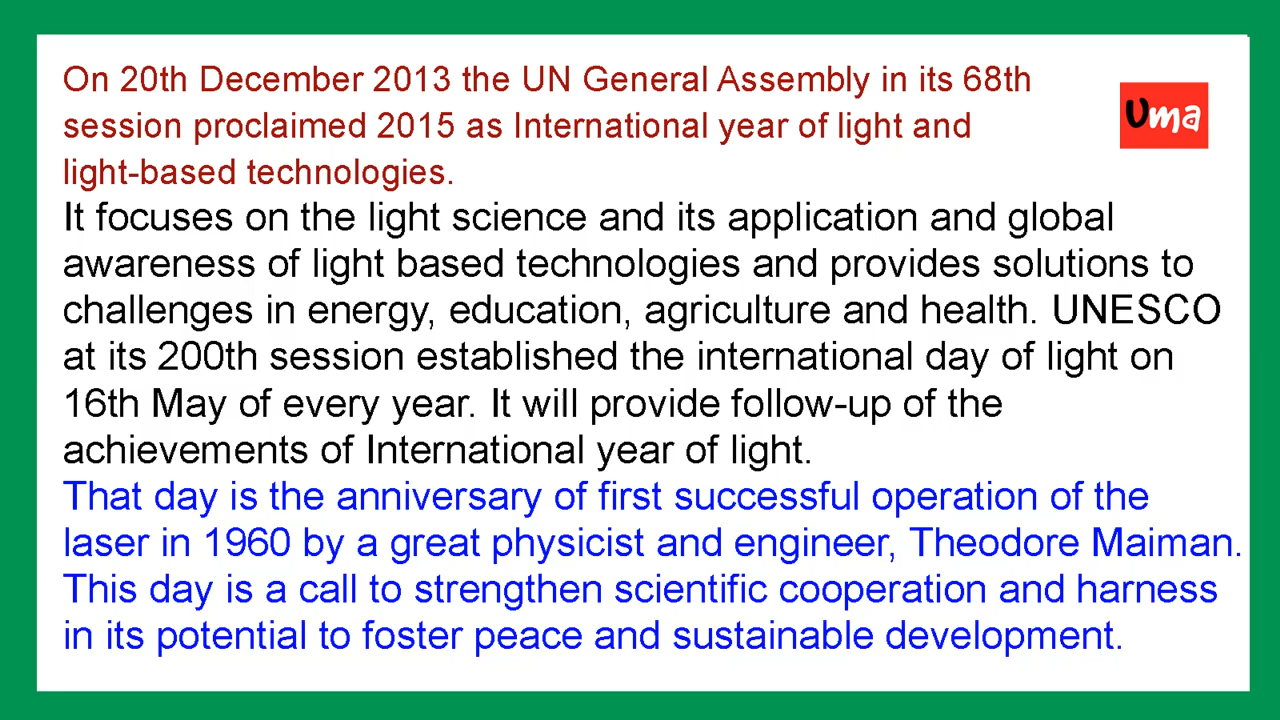 On 20th December 2013 the UN General Assembly in its 68th
session proclaimed 2015 as International year of light and
light-based technologies.
Uma
It focuses on the light science and its application and global
awareness of light based technologies and provides solutions to
challenges in energy, education, agriculture and health. UNESCO
at its 200th session established the international day of light on
16th May of every year. It will provide follow-up of the
achievements of International year of light.
That day is the anniversary of first successful operation of the
laser in 1960 by a great physicist and engineer, Theodore Maiman.
This day is a call to strengthen scientific cooperation and harness
in its potential to foster peace and sustainable development.